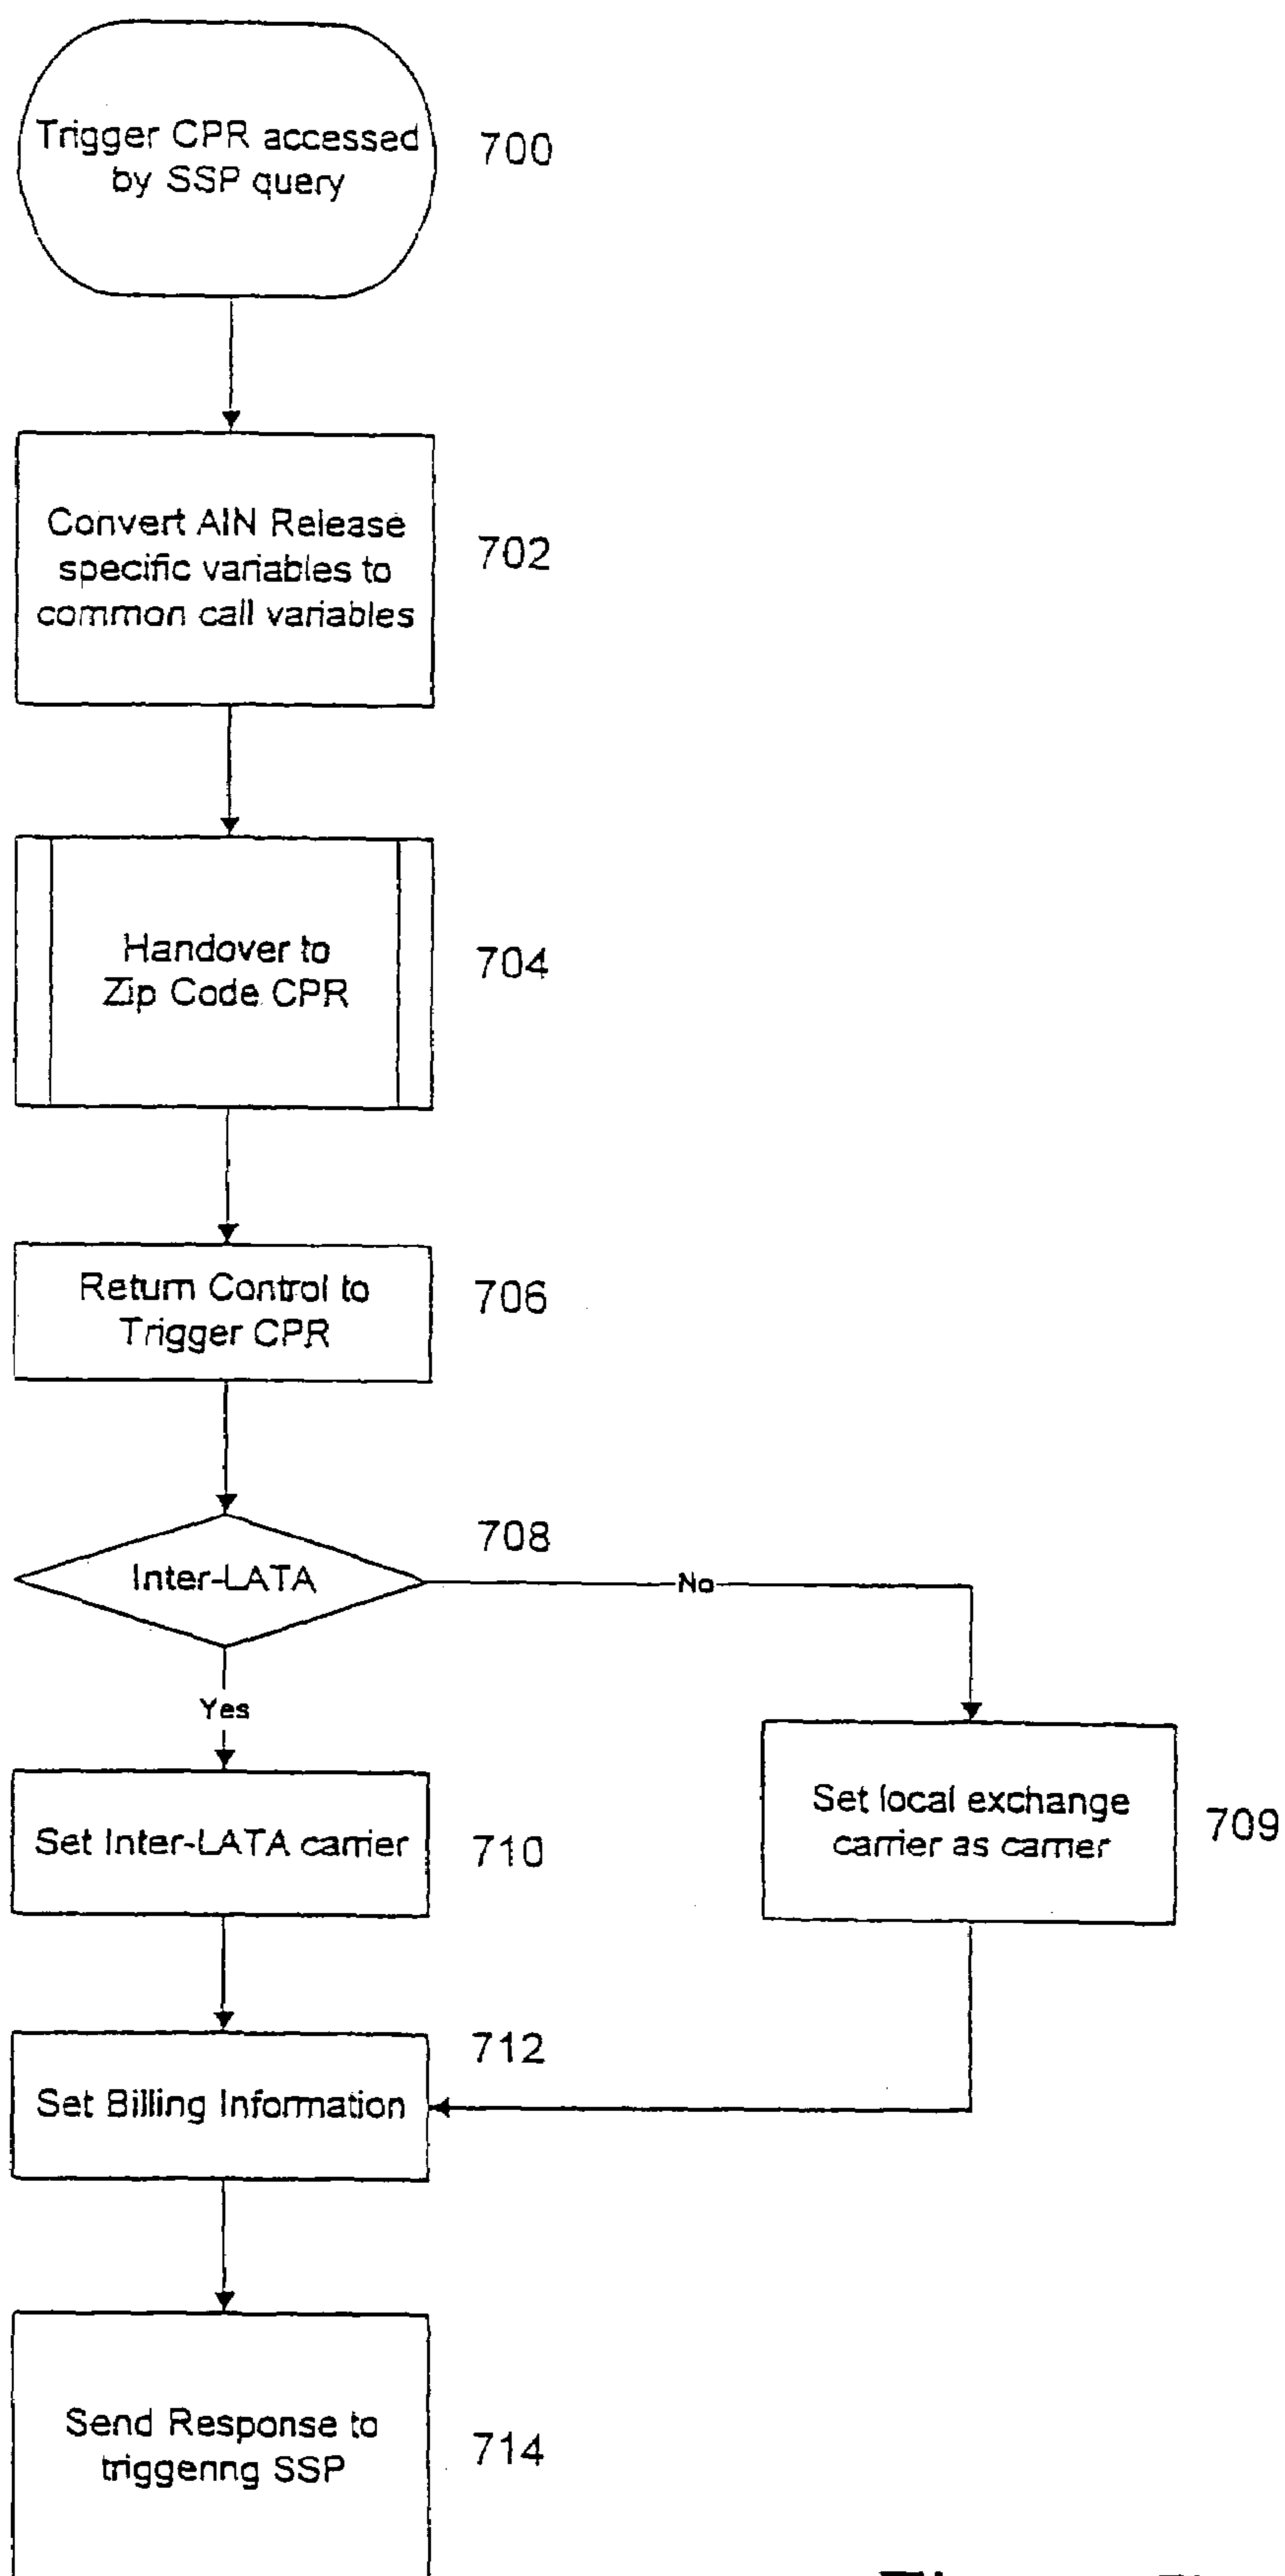 Trigger CPR accessed
by SSP query
700
Convert AIN Release
specific variables to
common call variables
702
Handover to
Zip Code CPR
704
Return Control to
Trigger CPR
706
708
Inter-LATA
No
Yes
Set Inter-LATA carrier
710
Set local exchange
carrier as carrier
709
712
Set Billing Information
Send Response to
triggering SSP
714